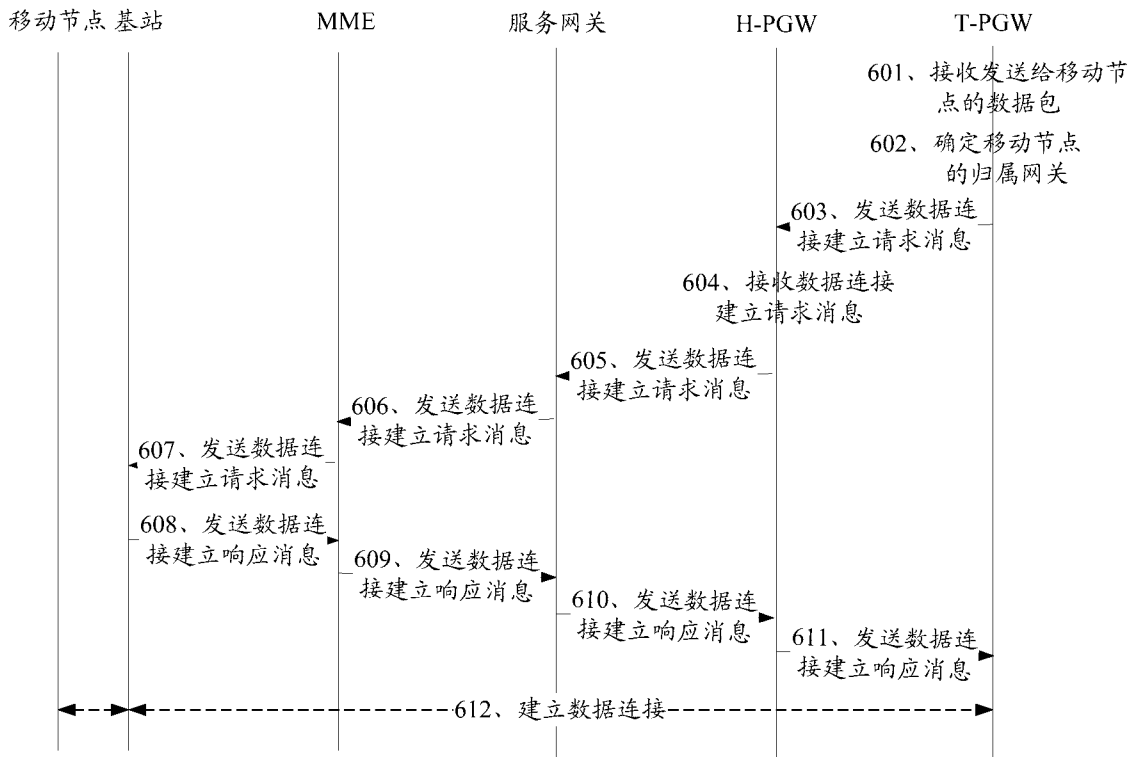 移动节点 基站 MME 服务网关 H-PGW T-PGW
601、接收发送给移动节
点的数据包
602、确定移动节点
的归属网关
603、发送数据连
接建立请求消息
604、接收数据连接
建立请求消息
605、发送数据连
接建立请求消息
606、发送数据连
接建立请求消息
607、发送数据连
接建立请求消息
608、发送数据连
接建立响应消息
609、发送数据连
接建立响应消息
610、发送数据连
接建立响应消息
611、发送数据连
接建立响应消息
612、建立数据连接